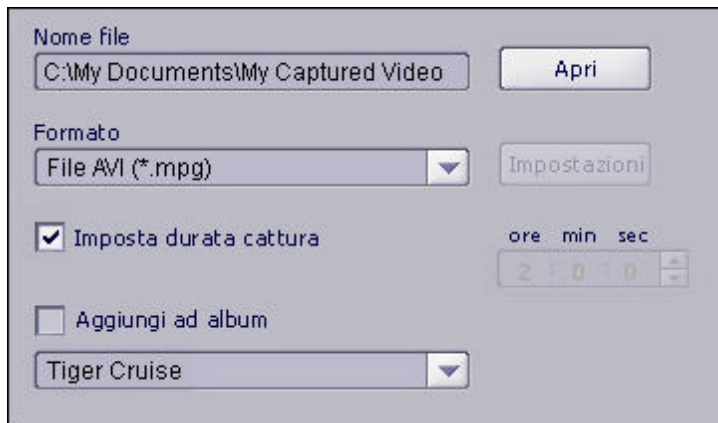 Nome file
C:\My Documents\My Captured Video
Apri
Formato
File AVI (*.mpg)
Impostazioni
Imposta durata cattura
ore min sec
2 : 0 : 0
Aggiungi ad album
Tiger Cruise